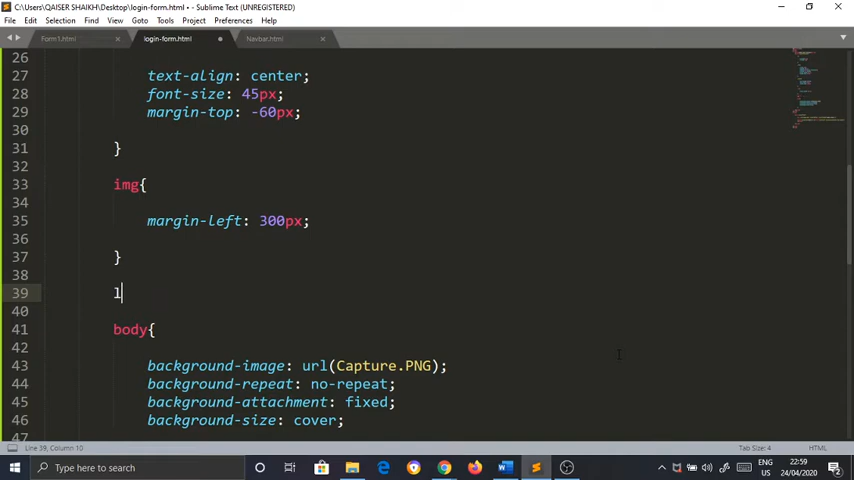 C:\Users\QAISER SHAIKH\Desktop\login-form.html • - Sublime Text (UNREGISTERED)
File Edit Selection Find View Goto Tools Project Preferences Help
Form1.html login-form.html Navbar.html
26
27 text-align: center;
28 font-size: 45px;
29 margin-top: -60px;
30
31 }
32
33 img{
34
35 margin-left: 300px;
36
37 }
38
39 l
40
41 body{
42
43 background-image: url(Capture.PNG);
44 background-repeat: no-repeat;
45 background-attachment: fixed;
46 background-size: cover;
47
Line 39, Column 10 Tab Size: 4 HTML
Type here to search ENG 22:59
US 24/04/2020 2